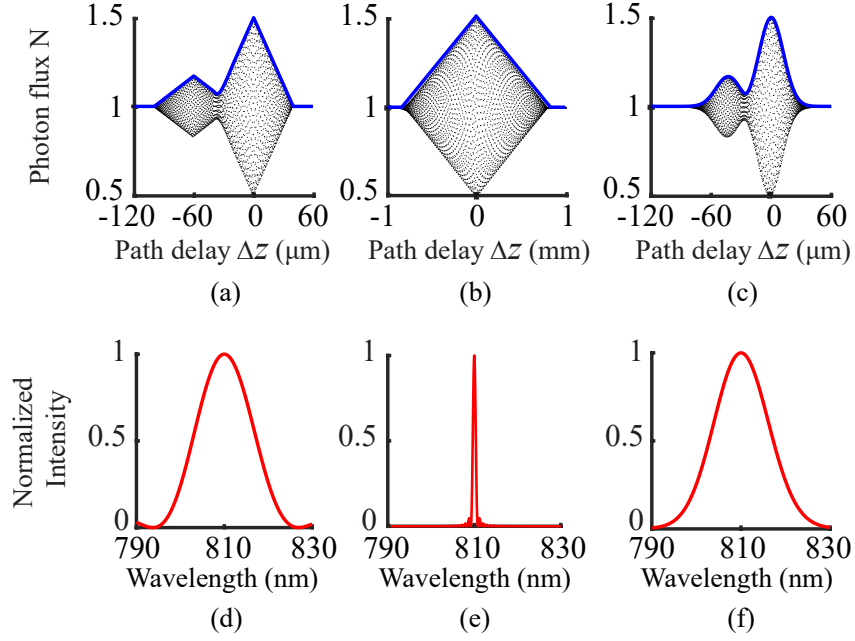 Photon flux N
1.5
1
0.5
-120 -60 0 60
Path delay Δz (μm)
(a)
1.5
1
0.5
-1 0 1
Path delay Δz (mm)
(b)
1.5
1
0.5
-120 -60 0 60
Path delay Δz (μm)
(c)
Normalized
Intensity
1
0.5
0
790 810 830
Wavelength (nm)
(d)
1
0.5
0
790 810 830
Wavelength (nm)
(e)
1
0.5
0
790 810 830
Wavelength (nm)
(f)